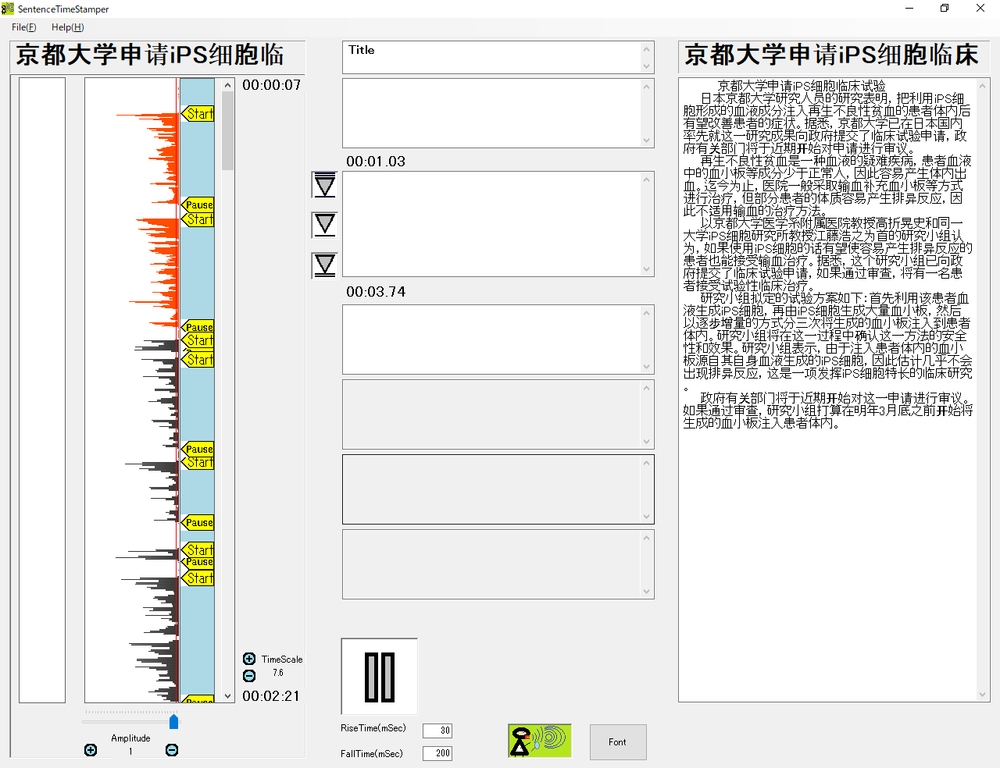 SentenceTimeStamper
File(F)
Help(H)
京都大学申请iPS细胞临
00:00:07
Start
Pause
Start
Pause
Start
Start
Pause
Start
Pause
Start
Pause
Start
Pause
TimeScale
7.6
00:02:21
Amplitude
1
Title
00:01.03
00:03.74
RiseTime(mSec)
30
FallTime(mSec)
200
Font
京都大学申请iPS细胞临床
京都大学申请iPS细胞临床试验
日本京都大学研究人员的研究表明，把利用iPS细
胞形成的血液成分注入再生不良性贫血的患者体内后
有望改善患者的症状。据悉，京都大学已在日本国内
率先就这一研究成果向政府提交了临床试验申请，政
府有关部门将于近期开始对申请进行审议。
再生不良性贫血是一种血液的疑难疾病，患者血液
中的血小板等成分少于正常人，因此容易产生体内出
血。迄今为止，医院一般采取输血补充血小板等方式
进行治疗，但部分患者的体质容易产生排异反应，因
此不适用输血的治疗方法。
以京都大学医学系附属医院教授高折晃史和同一
大学iPS细胞研究所教授江藤浩之为首的研究小组认
为，如果使用iPS细胞的话有望使容易产生排异反应的
患者也能接受输血治疗。据悉，这个研究小组已向政
府提交了临床试验申请，如果通过审查，将有一名患
者接受试验性临床治疗。
研究小组拟定的试验方案如下：首先利用该患者血
液生成iPS细胞，再由iPS细胞生成大量血小板，然后
以逐步增量的方式分三次将生成的血小板注入到患者
体内。研究小组将在这一过程中确认这一方法的安全
性和效果。研究小组表示，由于注入患者体内的血小
板源自其自身血液生成的iPS细胞，因此估计几乎不会
出现排异反应，这是一项发挥iPS细胞特长的临床研究
。
政府有关部门将于近期开始对这一申请进行审议。
如果通过审查，研究小组打算在明年3月底之前开始将
生成的血小板注入患者体内。